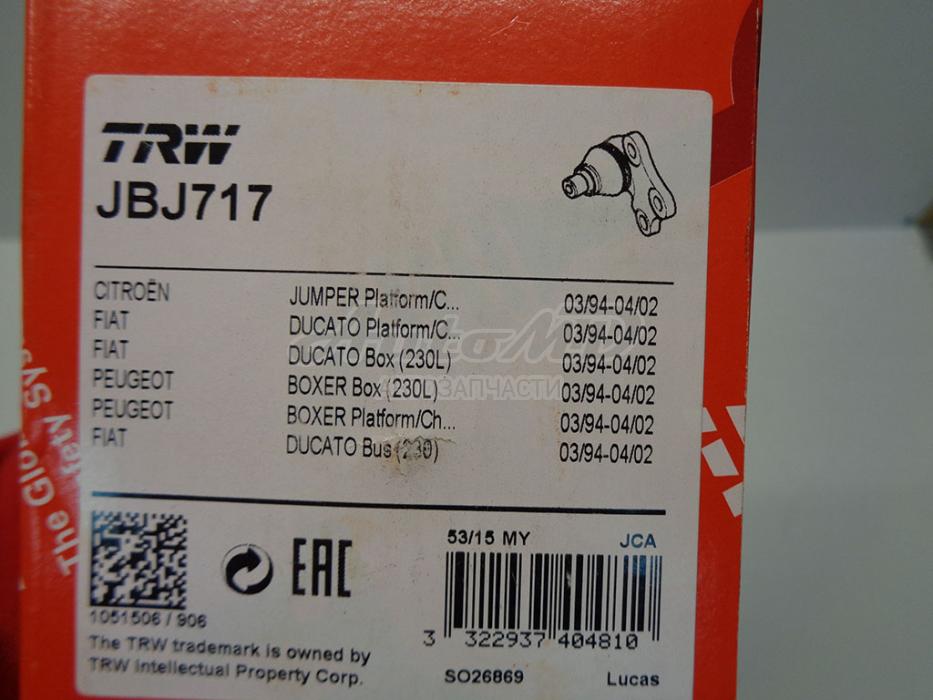 TRW
JBJ717
CITROËN JUMPER Platform/C... 03/94-04/02
FIAT DUCATO Platform/C... 03/94-04/02
FIAT DUCATO Box (230L) 03/94-04/02
PEUGEOT BOXER Box (230L) 03/94-04/02
PEUGEOT BOXER Platform/Ch... 03/94-04/02
FIAT DUCATO Bus (230) 03/94-04/02
АВТОЗАПЧАСТИ
53/15 MY JCA
EAC
1051506 / 906
3 322937 404810
The TRW trademark is owned by
TRW Intellectual Property Corp.
SO26869 Lucas
The